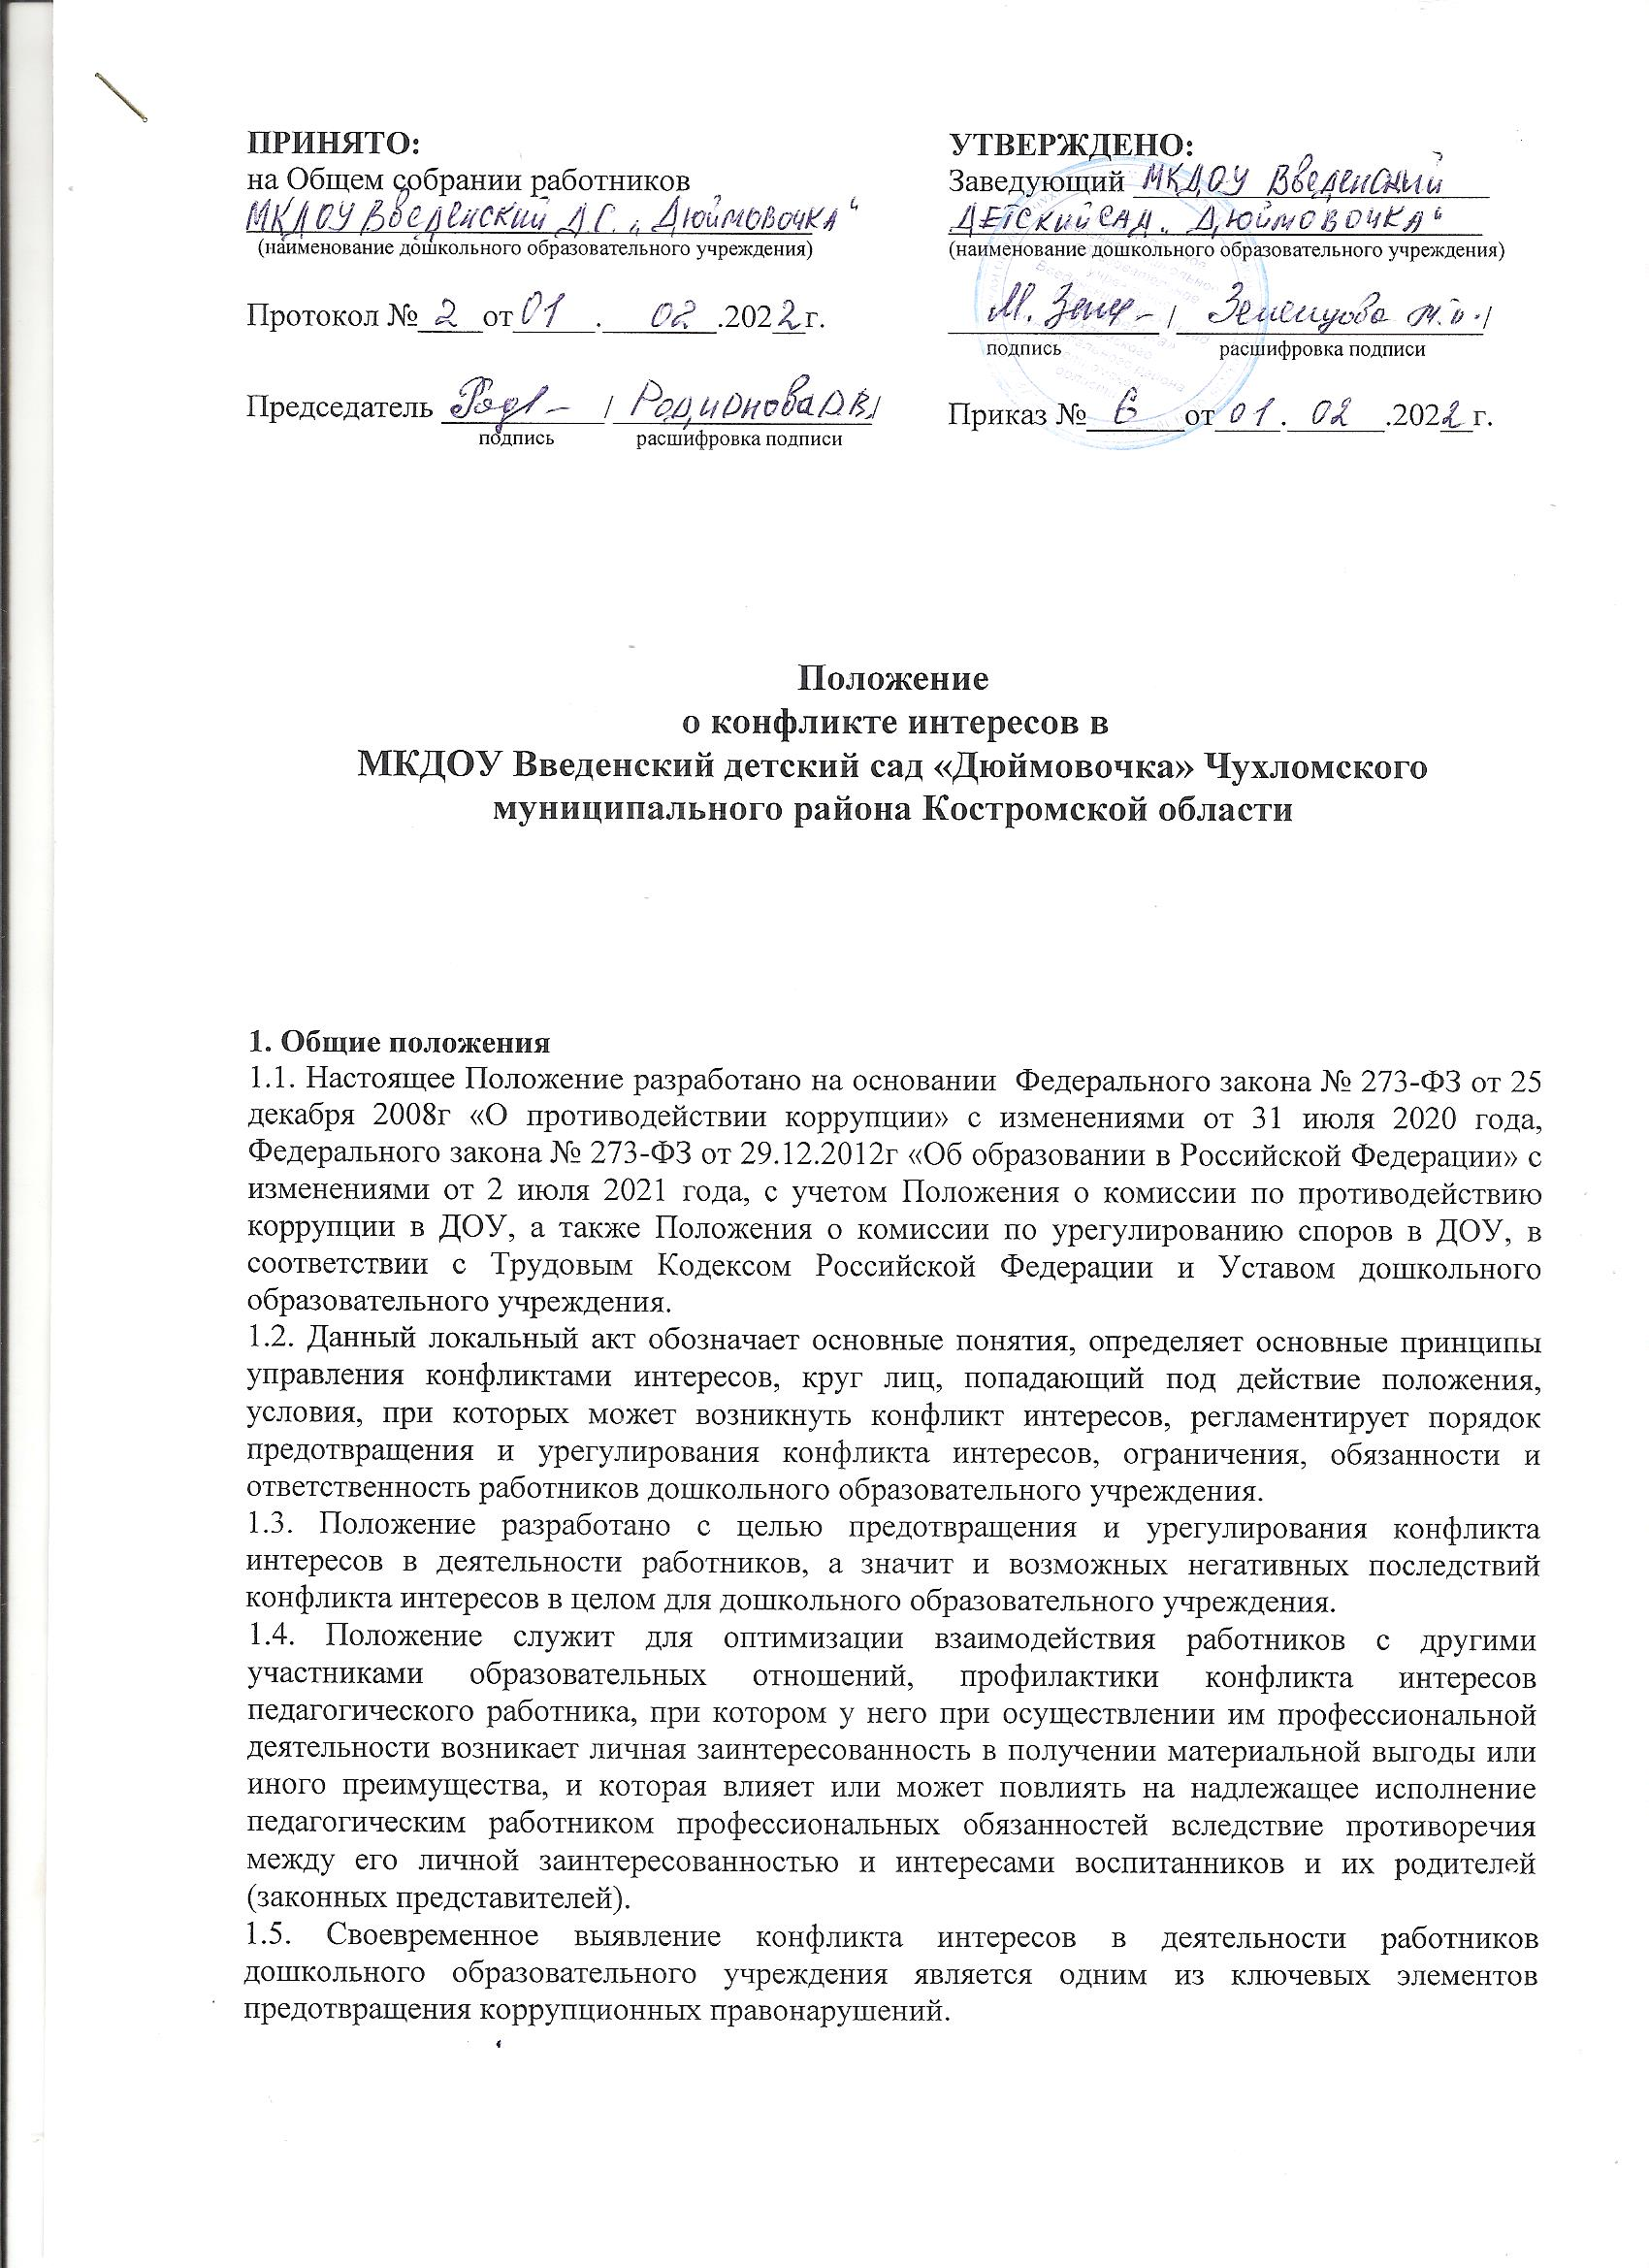 ПРИНЯТО:
на Общем собрании работников
МКДОУ Введенский Д.С. „Дюймовочка“
(наименование дошкольного образовательного учреждения)
Протокол № 2 от 01 . 02 .2022 г.
Председатель / Родионова О.В./
подпись расшифровка подписи
УТВЕРЖДЕНО:
Заведующий МКДОУ Введенский
ДЕТСКИЙ САД „Дюймовочка“
(наименование дошкольного образовательного учреждения)
/ /
подпись расшифровка подписи
Приказ № 6 от 01 . 02 .2022 г.
Положение
о конфликте интересов в
МКДОУ Введенский детский сад «Дюймовочка» Чухломского
муниципального района Костромской области
1. Общие положения
1.1. Настоящее Положение разработано на основании Федерального закона № 273-ФЗ от 25
декабря 2008г «О противодействии коррупции» с изменениями от 31 июля 2020 года,
Федерального закона № 273-ФЗ от 29.12.2012г «Об образовании в Российской Федерации» с
изменениями от 2 июля 2021 года, с учетом Положения о комиссии по противодействию
коррупции в ДОУ, а также Положения о комиссии по урегулированию споров в ДОУ, в
соответствии с Трудовым Кодексом Российской Федерации и Уставом дошкольного
образовательного учреждения.
1.2. Данный локальный акт обозначает основные понятия, определяет основные принципы
управления конфликтами интересов, круг лиц, попадающий под действие положения,
условия, при которых может возникнуть конфликт интересов, регламентирует порядок
предотвращения и урегулирования конфликта интересов, ограничения, обязанности и
ответственность работников дошкольного образовательного учреждения.
1.3. Положение разработано с целью предотвращения и урегулирования конфликта
интересов в деятельности работников, а значит и возможных негативных последствий
конфликта интересов в целом для дошкольного образовательного учреждения.
1.4. Положение служит для оптимизации взаимодействия работников с другими
участниками образовательных отношений, профилактики конфликта интересов
педагогического работника, при котором у него при осуществлении им профессиональной
деятельности возникает личная заинтересованность в получении материальной выгоды или
иного преимущества, и которая влияет или может повлиять на надлежащее исполнение
педагогическим работником профессиональных обязанностей вследствие противоречия
между его личной заинтересованностью и интересами воспитанников и их родителей
(законных представителей).
1.5. Своевременное выявление конфликта интересов в деятельности работников
дошкольного образовательного учреждения является одним из ключевых элементов
предотвращения коррупционных правонарушений.